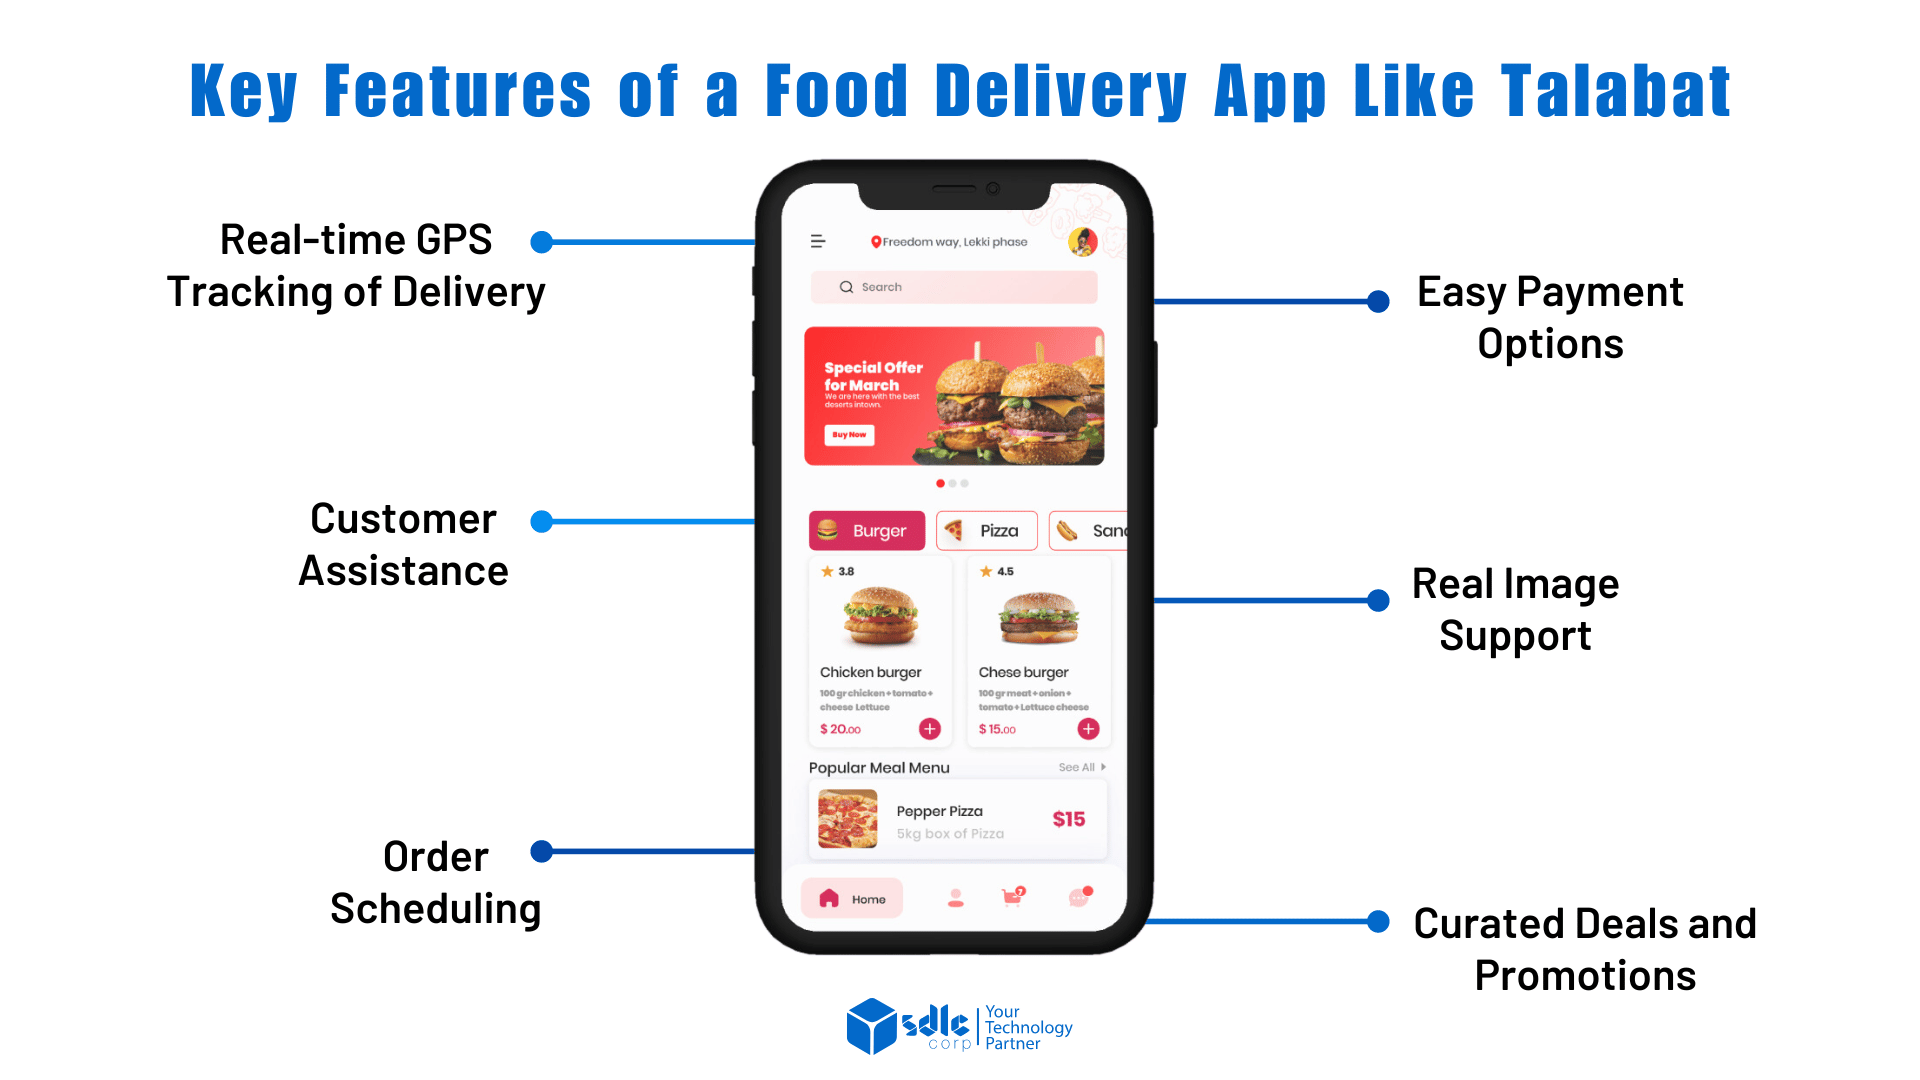 Key Features of a Food Delivery App Like Talabat
Real-time GPS
Tracking of Delivery
Customer
Assistance
Order
Scheduling
Freedom way, Lekki phase
Search
Special Offer
for March
We are here with the best
deserts intown.
Buy Now
Burger
Pizza
Sand
3.8
4.5
Chicken burger
100 gr chicken + tomato +
cheese Lettuce
$ 20.00
Chese burger
100 gr meat + onion +
tomato + Lettuce cheese
$ 15.00
Popular Meal Menu
See All
Pepper Pizza
5kg box of Pizza
$15
Home
Easy Payment
Options
Real Image
Support
Curated Deals and
Promotions
sdlc
corp
Your
Technology
Partner